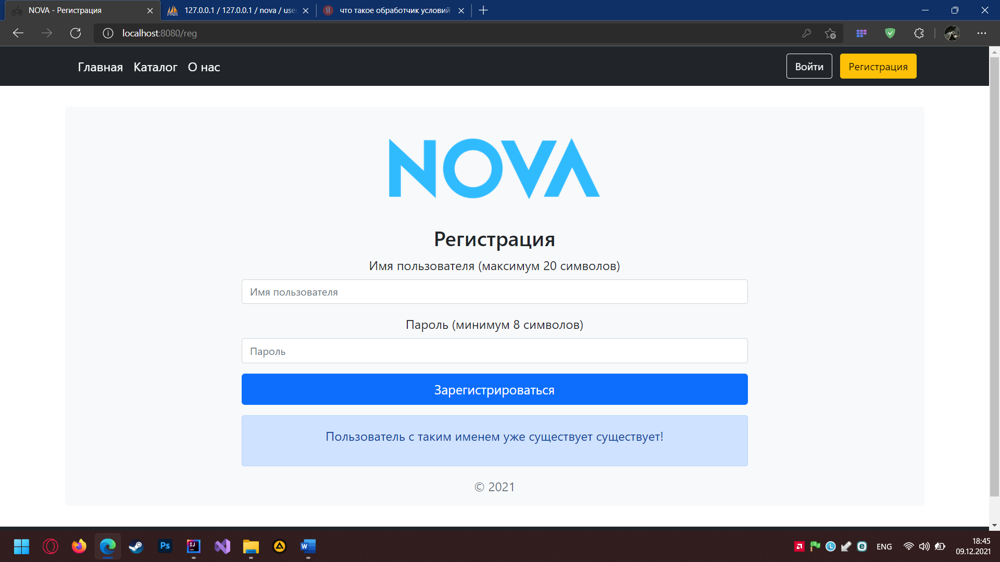 NOVA - Регистрация
127.0.0.1 / 127.0.0.1 / nova / use
что такое обработчик условий
localhost:8080/reg
Главная Каталог О нас
Войти
Регистрация
NOVA
Регистрация
Имя пользователя (максимум 20 символов)
Имя пользователя
Пароль (минимум 8 символов)
Пароль
Зарегистрироваться
Пользователь с таким именем уже существует существует!
© 2021
ENG
18:45
09.12.2021